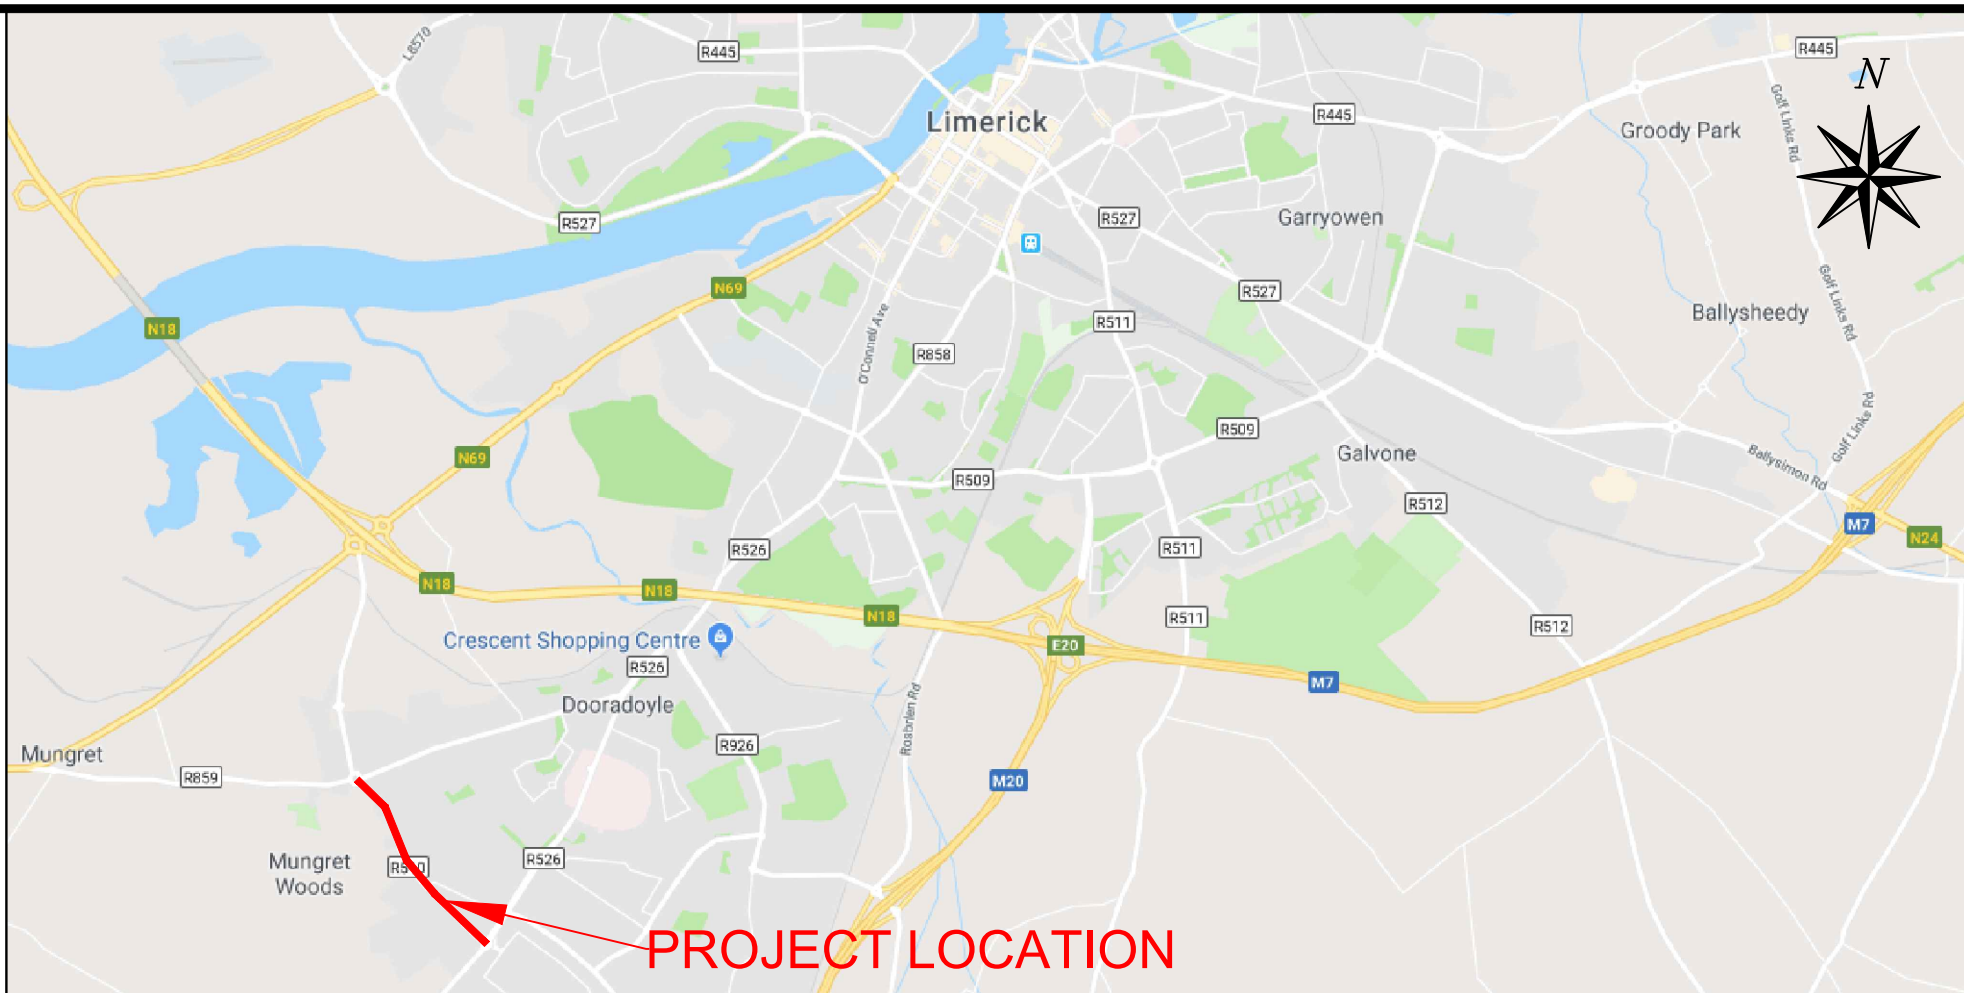 L8570
R445
R445
N
Limerick
R445
Groody Park
Golf Links Rd
R527
R527
Garryowen
N69
R527
Golf Links Rd
Ballysheedy
N18
R511
O'Connell Ave
R858
N69
R509
Galvone
Golf Links Rd
R509
Ballysimon Rd
R512
M7
N24
R526
R511
N18
N18
N18
R511
R512
Crescent Shopping Centre
E20
R526
M7
Dooradoyle
Rosbrien Rd
R926
Mungret
R859
M20
Mungret
Woods
R526
PROJECT LOCATION